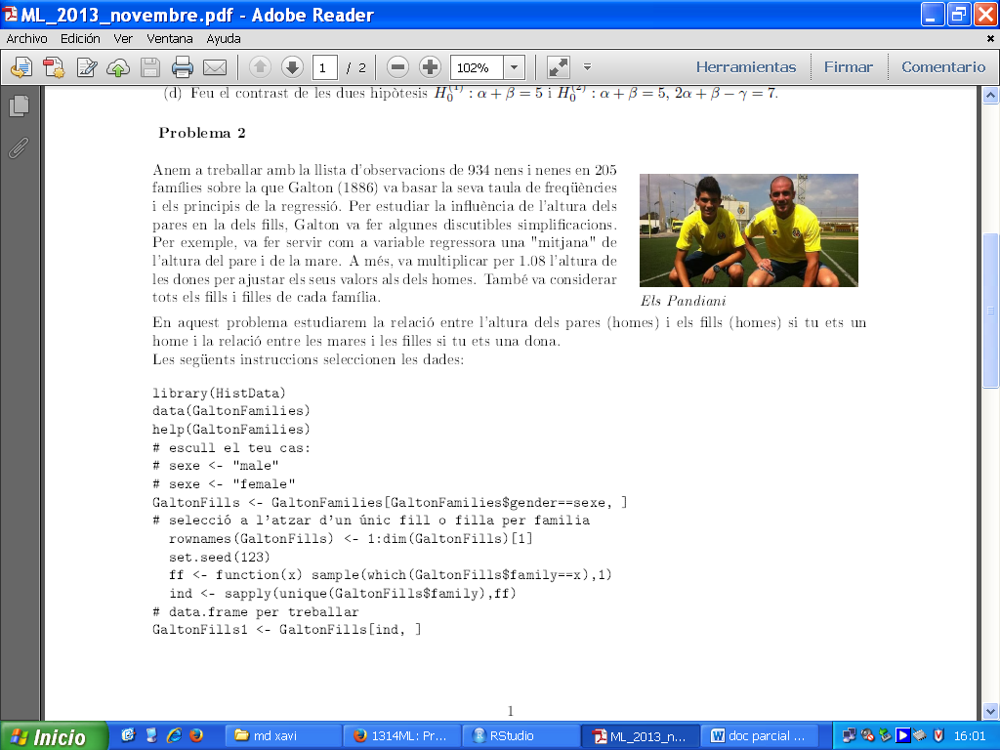 ML_2013_novembre.pdf - Adobe Reader
Archivo Edición Ver Ventana Ayuda
1 / 2 102% Herramientas Firmar Comentario
(d) Feu el contrast de les dues hipòtesis H₀⁽¹⁾ : α + β = 5 i H₀⁽²⁾ : α + β = 5, 2α + β − γ = 7.
Problema 2
Anem a treballar amb la llista d'observacions de 934 nens i nenes en 205
famílies sobre la que Galton (1886) va basar la seva taula de freqüències
i els principis de la regressió. Per estudiar la influència de l'altura dels
pares en la dels fills, Galton va fer algunes discutibles simplificacions.
Per exemple, va fer servir com a variable regressora una "mitjana" de
l'altura del pare i de la mare. A més, va multiplicar per 1.08 l'altura de
les dones per ajustar els seus valors als dels homes. També va considerar
tots els fills i filles de cada família.
Els Pandiani
En aquest problema estudiarem la relació entre l'altura dels pares (homes) i els fills (homes) si tu ets un
home i la relació entre les mares i les filles si tu ets una dona.
Les següents instruccions seleccionen les dades:
library(HistData)
data(GaltonFamilies)
help(GaltonFamilies)
# escull el teu cas:
# sexe <- "male"
# sexe <- "female"
GaltonFills <- GaltonFamilies[GaltonFamilies$gender==sexe, ]
# selecció a l'atzar d'un únic fill o filla per familia
rownames(GaltonFills) <- 1:dim(GaltonFills)[1]
set.seed(123)
ff <- function(x) sample(which(GaltonFills$family==x),1)
ind <- sapply(unique(GaltonFills$family),ff)
# data.frame per treballar
GaltonFills1 <- GaltonFills[ind, ]
1
Inicio md xavi 1314ML: Pr... RStudio ML_2013_n... doc parcial ... 16:01